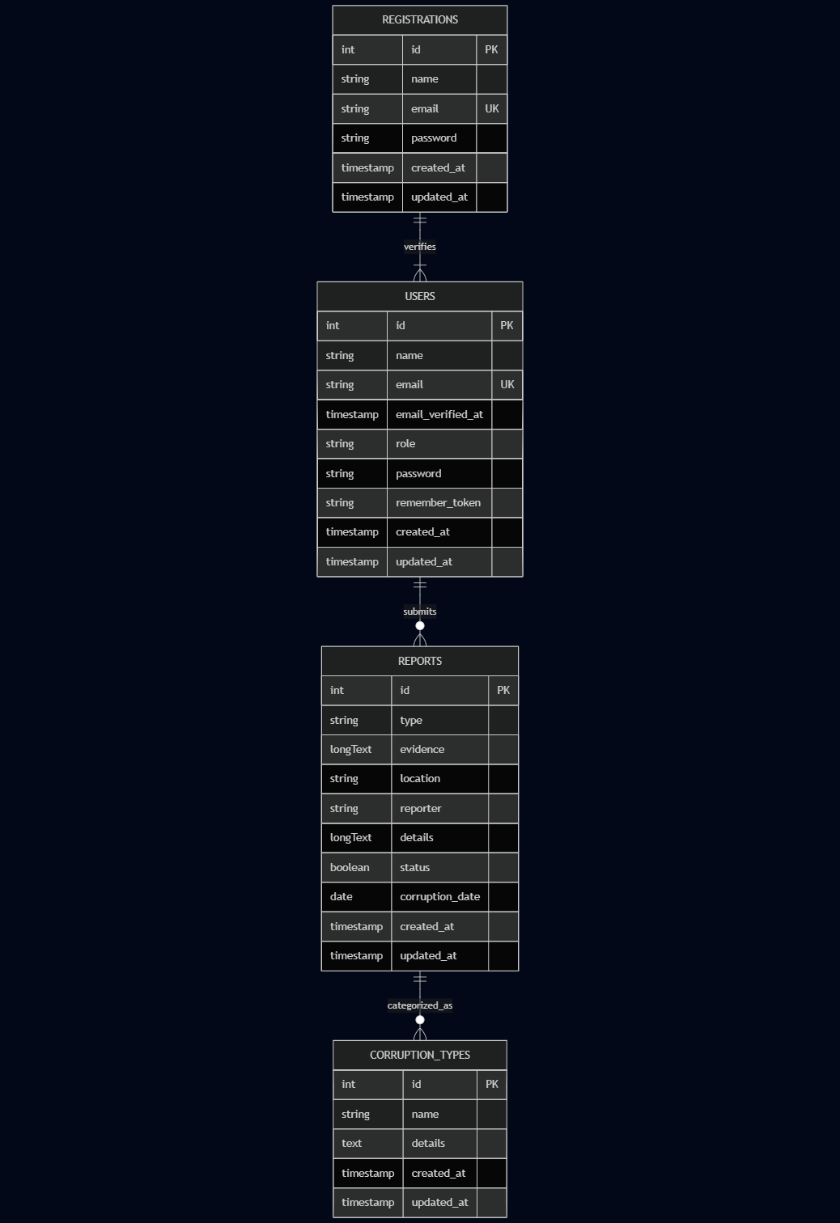 REGISTRATIONS
int id PK
string name
string email UK
string password
timestamp created_at
timestamp updated_at
verifies
USERS
int id PK
string name
string email UK
timestamp email_verified_at
string role
string password
string remember_token
timestamp created_at
timestamp updated_at
submits
REPORTS
int id PK
string type
longText evidence
string location
string reporter
longText details
boolean status
date corruption_date
timestamp created_at
timestamp updated_at
categorized_as
CORRUPTION_TYPES
int id PK
string name
text details
timestamp created_at
timestamp updated_at